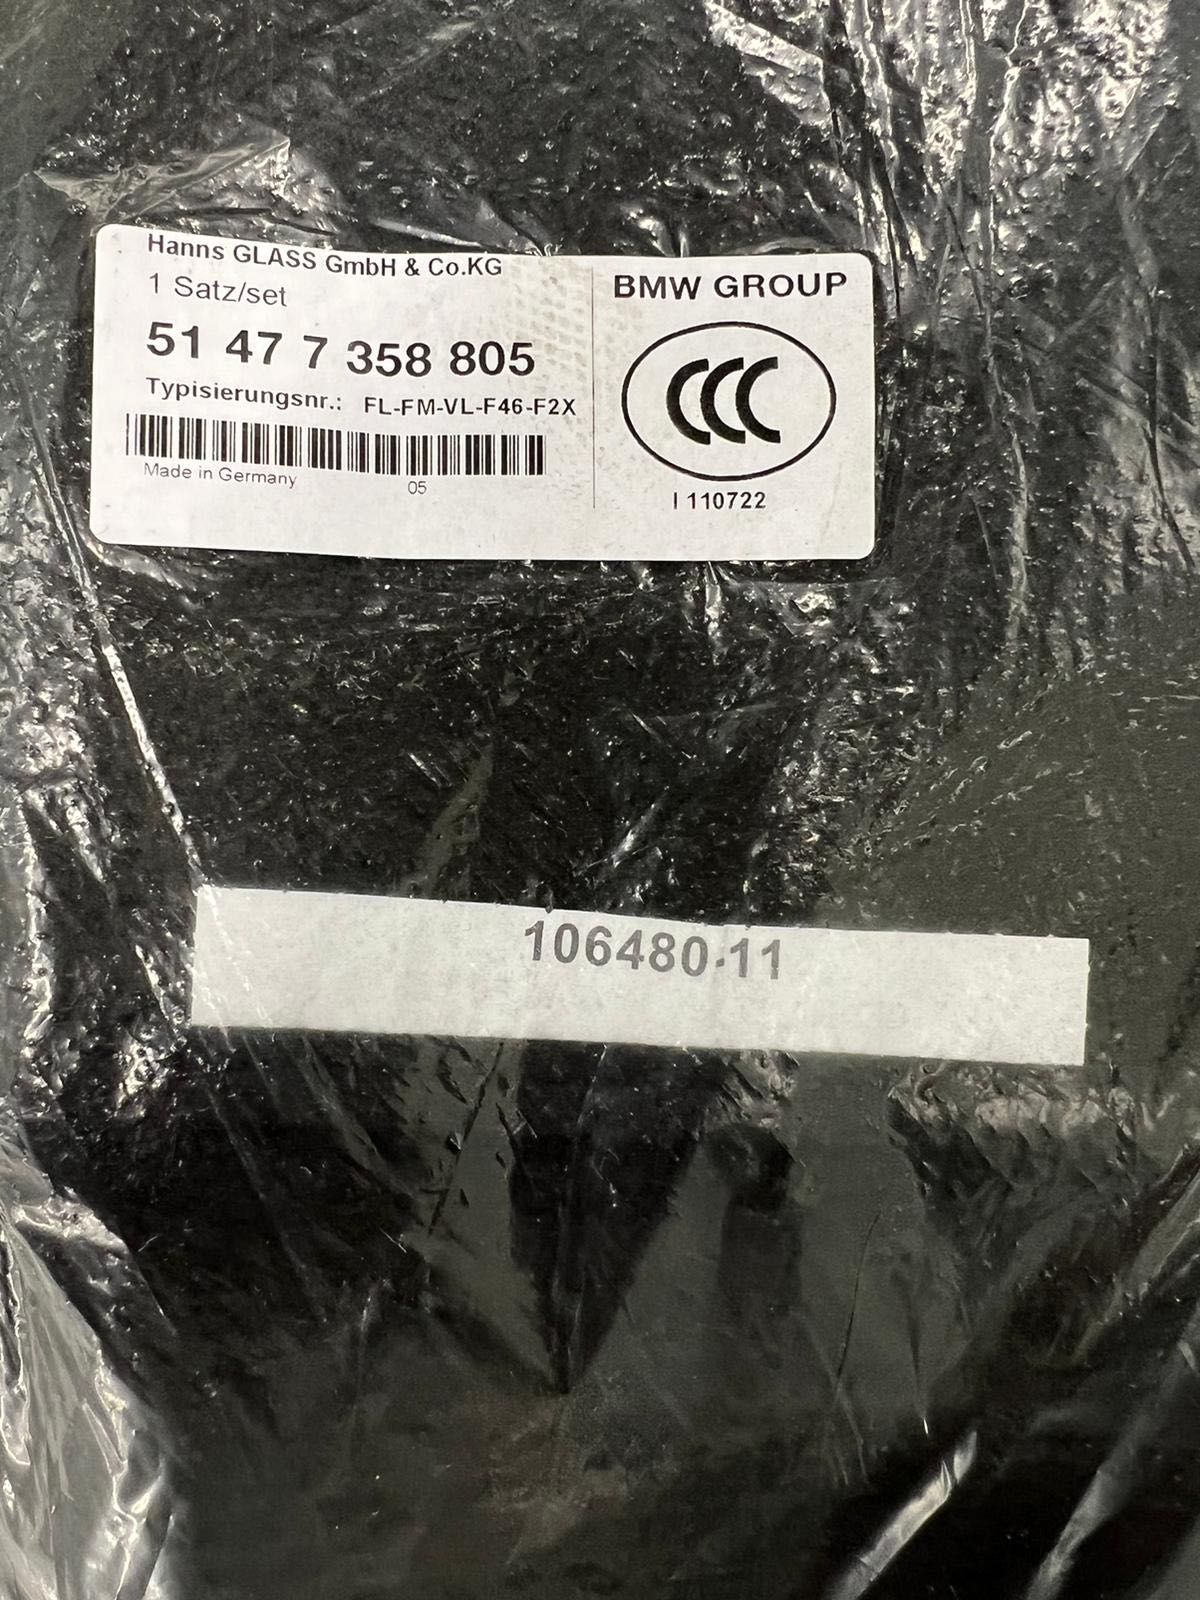 Hanns GLASS GmbH & Co.KG
1 Satz/set
51 47 7 358 805
Typisierungsnr.: FL-FM-VL-F46-F2X
Made in Germany
05
BMW GROUP
CCC
I 110722
106480-11